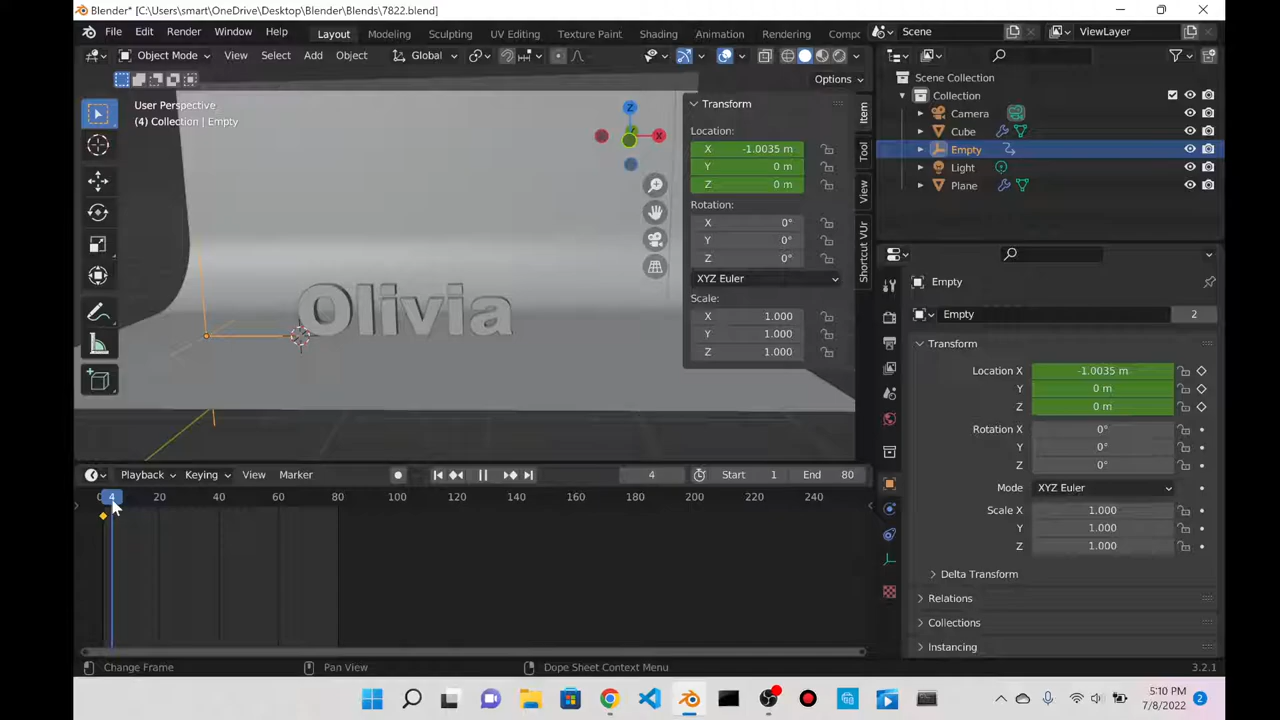 Blender* [C:\Users\smart\OneDrive\Desktop\Blender\Blends\7822.blend]
File Edit Render Window Help Layout Modeling Sculpting UV Editing Texture Paint Shading Animation Rendering Comp Scene ViewLayer
Object Mode View Select Add Object Global
Options
User Perspective
(4) Collection | Empty
Z
X
Olivia
Transform
Location:
X -1.0035 m
Y 0 m
Z 0 m
Rotation:
X 0°
Y 0°
Z 0°
XYZ Euler
Scale:
X 1.000
Y 1.000
Z 1.000
Item
Tool
View
Shortcut VUr
Scene Collection
Collection
Camera
Cube
Empty
Light
Plane
Empty
Empty 2
Transform
Location X -1.0035 m
Y 0 m
Z 0 m
Rotation X 0°
Y 0°
Z 0°
Mode XYZ Euler
Scale X 1.000
Y 1.000
Z 1.000
Delta Transform
Relations
Collections
Instancing
Playback Keying View Marker 4 Start 1 End 80
4 20 40 60 80 100 120 140 160 180 200 220 240
Change Frame Pan View Dope Sheet Context Menu 3.2.1
5:10 PM
7/8/2022
2